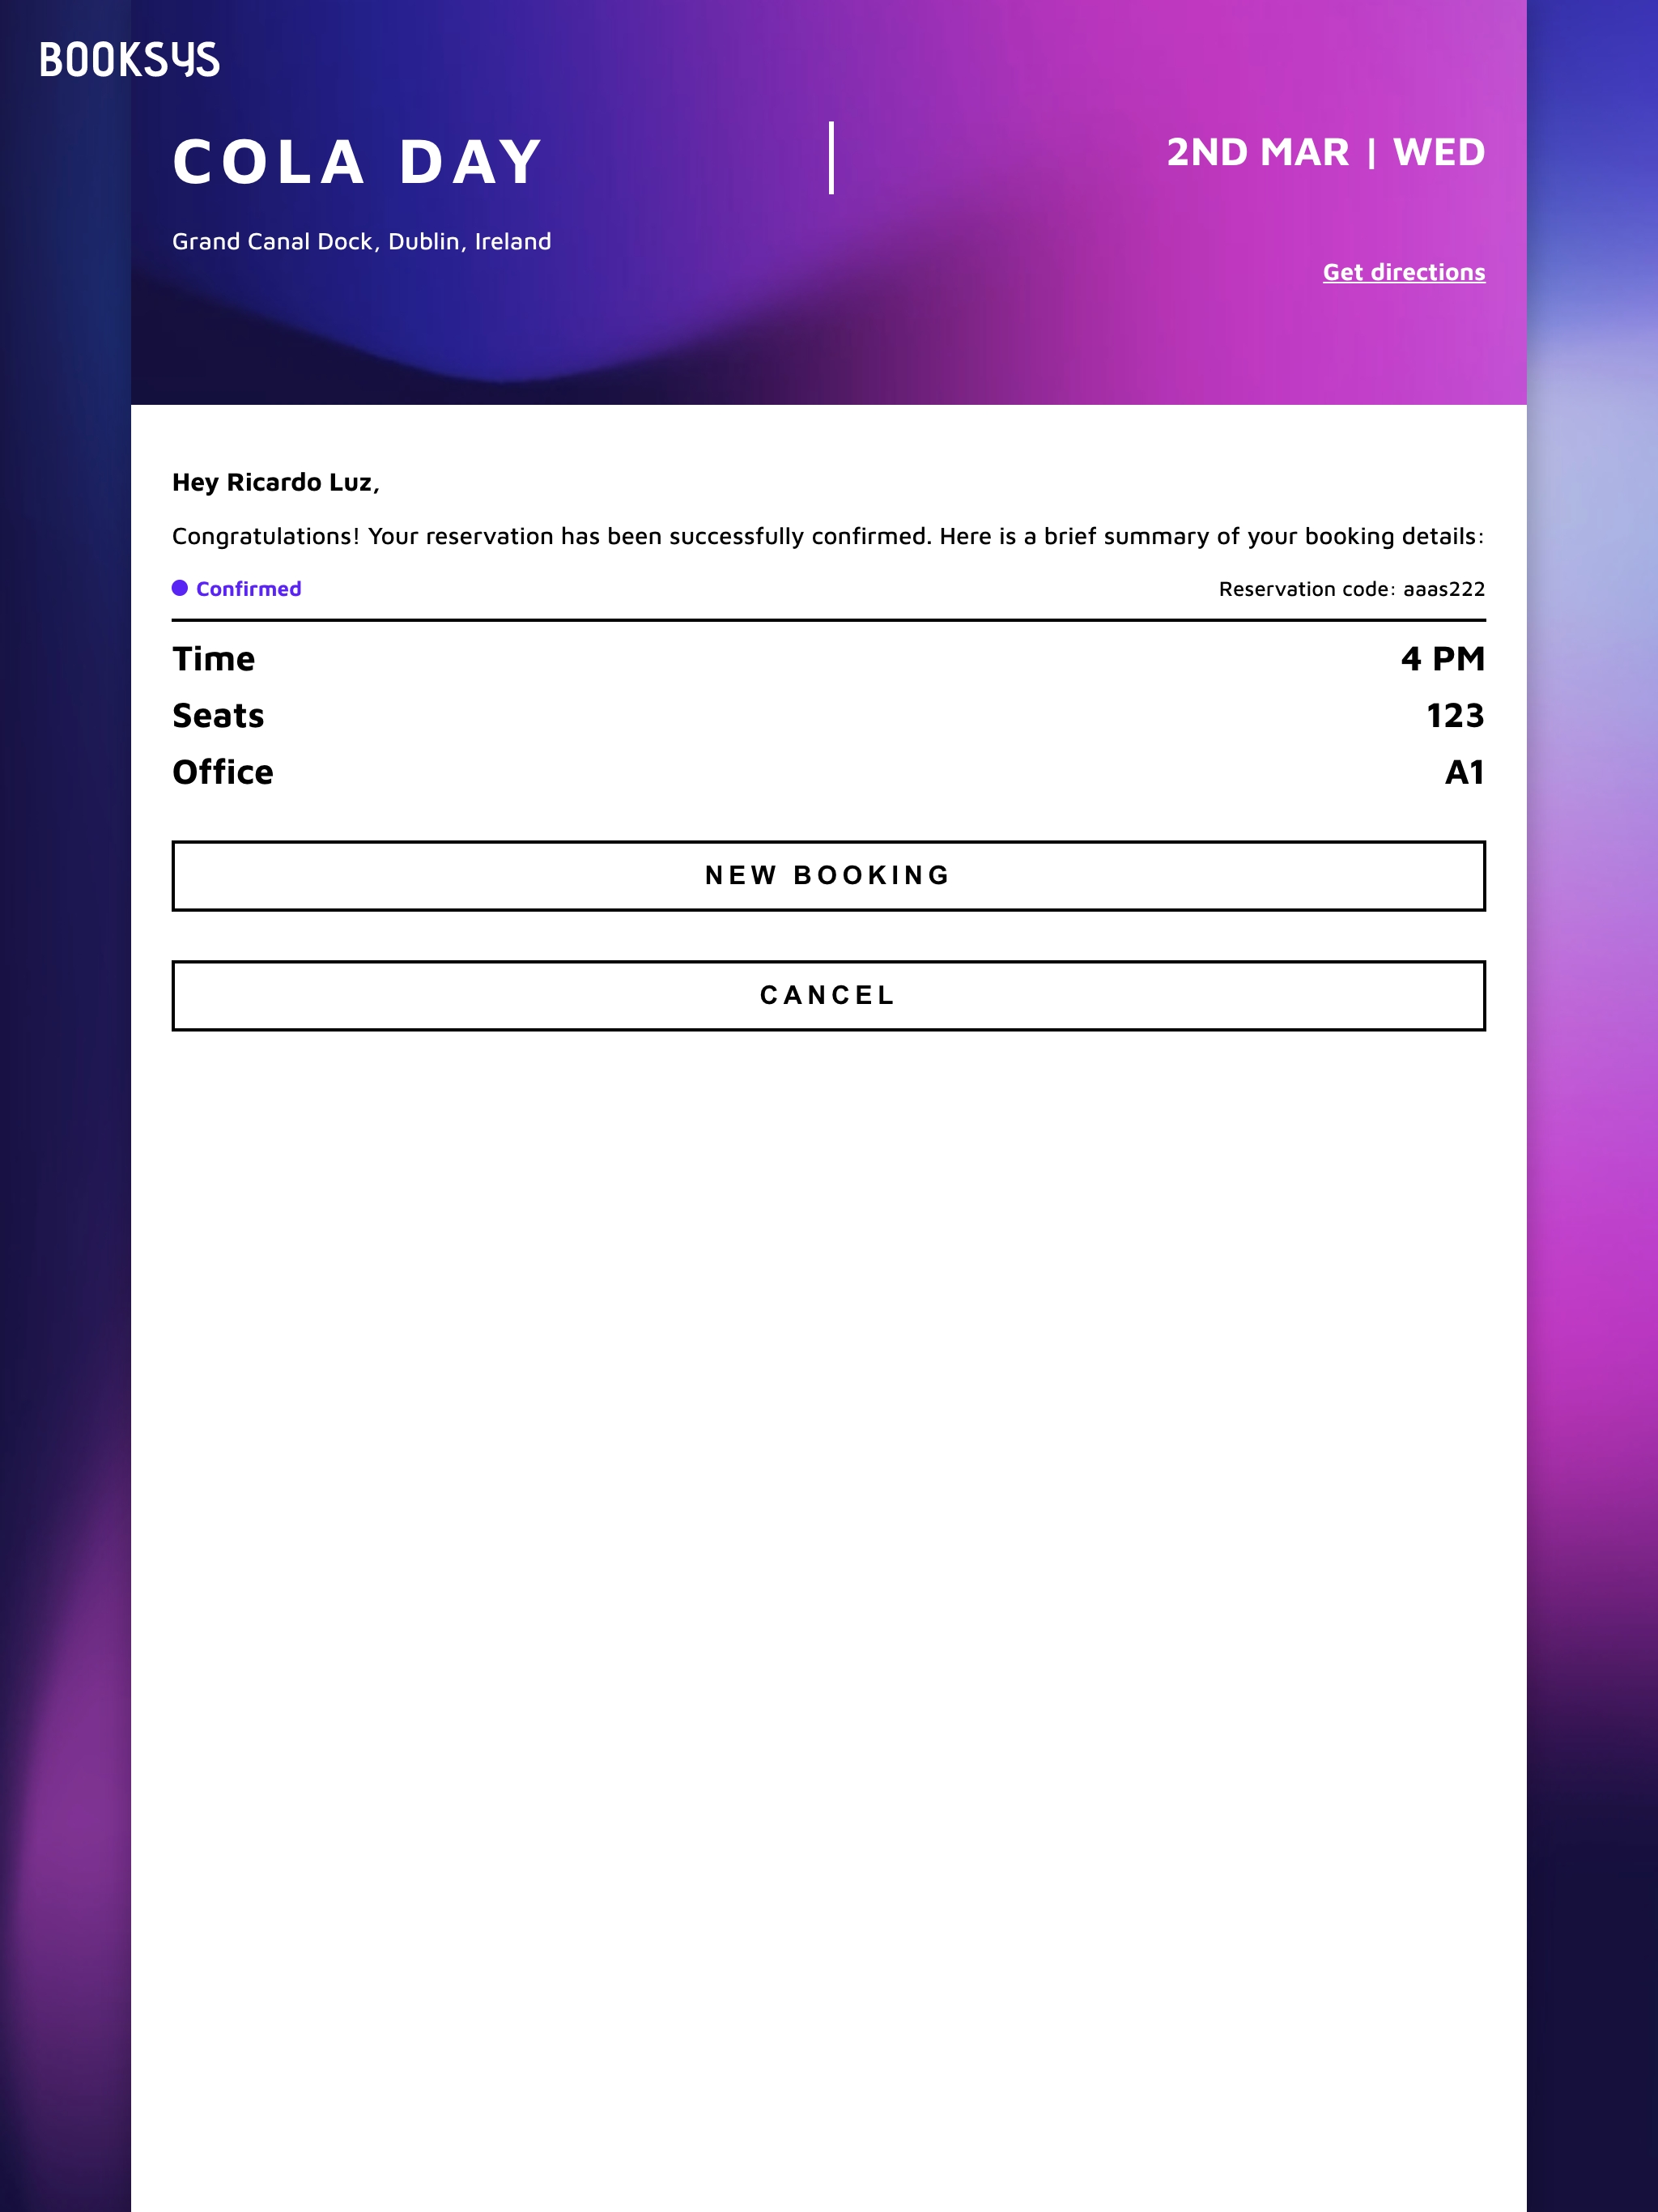 BOOKSYS
COLA DAY
2ND MAR | WED
Grand Canal Dock, Dublin, Ireland
Get directions
Hey Ricardo Luz,
Congratulations! Your reservation has been successfully confirmed. Here is a brief summary of your booking details:
Confirmed
Reservation code: aaas222
Time 4 PM
Seats 123
Office A1
NEW BOOKING
CANCEL